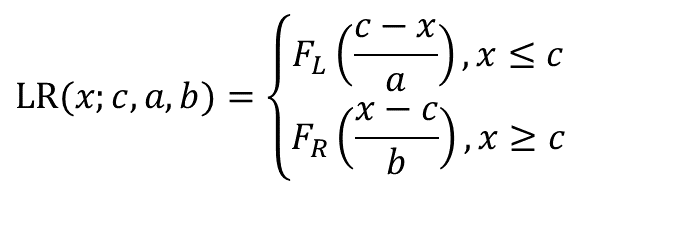 F_L ((c − x)/a), x ≤ c
LR(x; c, a, b) = {
F_R ((x − c)/b), x ≥ c